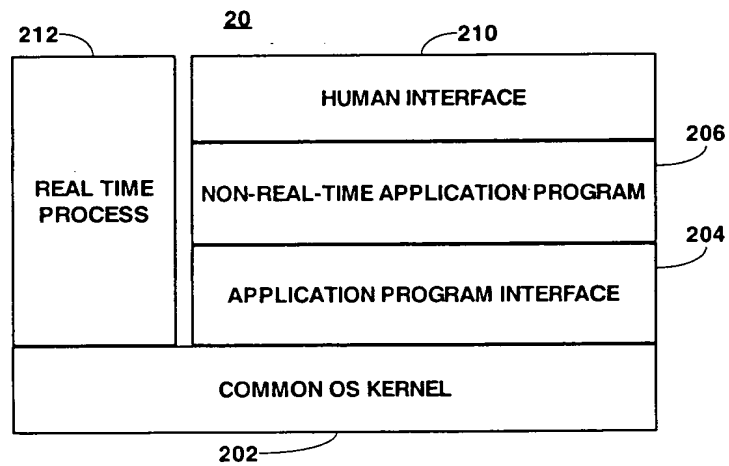 20
212
210
HUMAN INTERFACE
206
REAL TIME
PROCESS
NON-REAL-TIME APPLICATION PROGRAM
204
APPLICATION PROGRAM INTERFACE
COMMON OS KERNEL
202